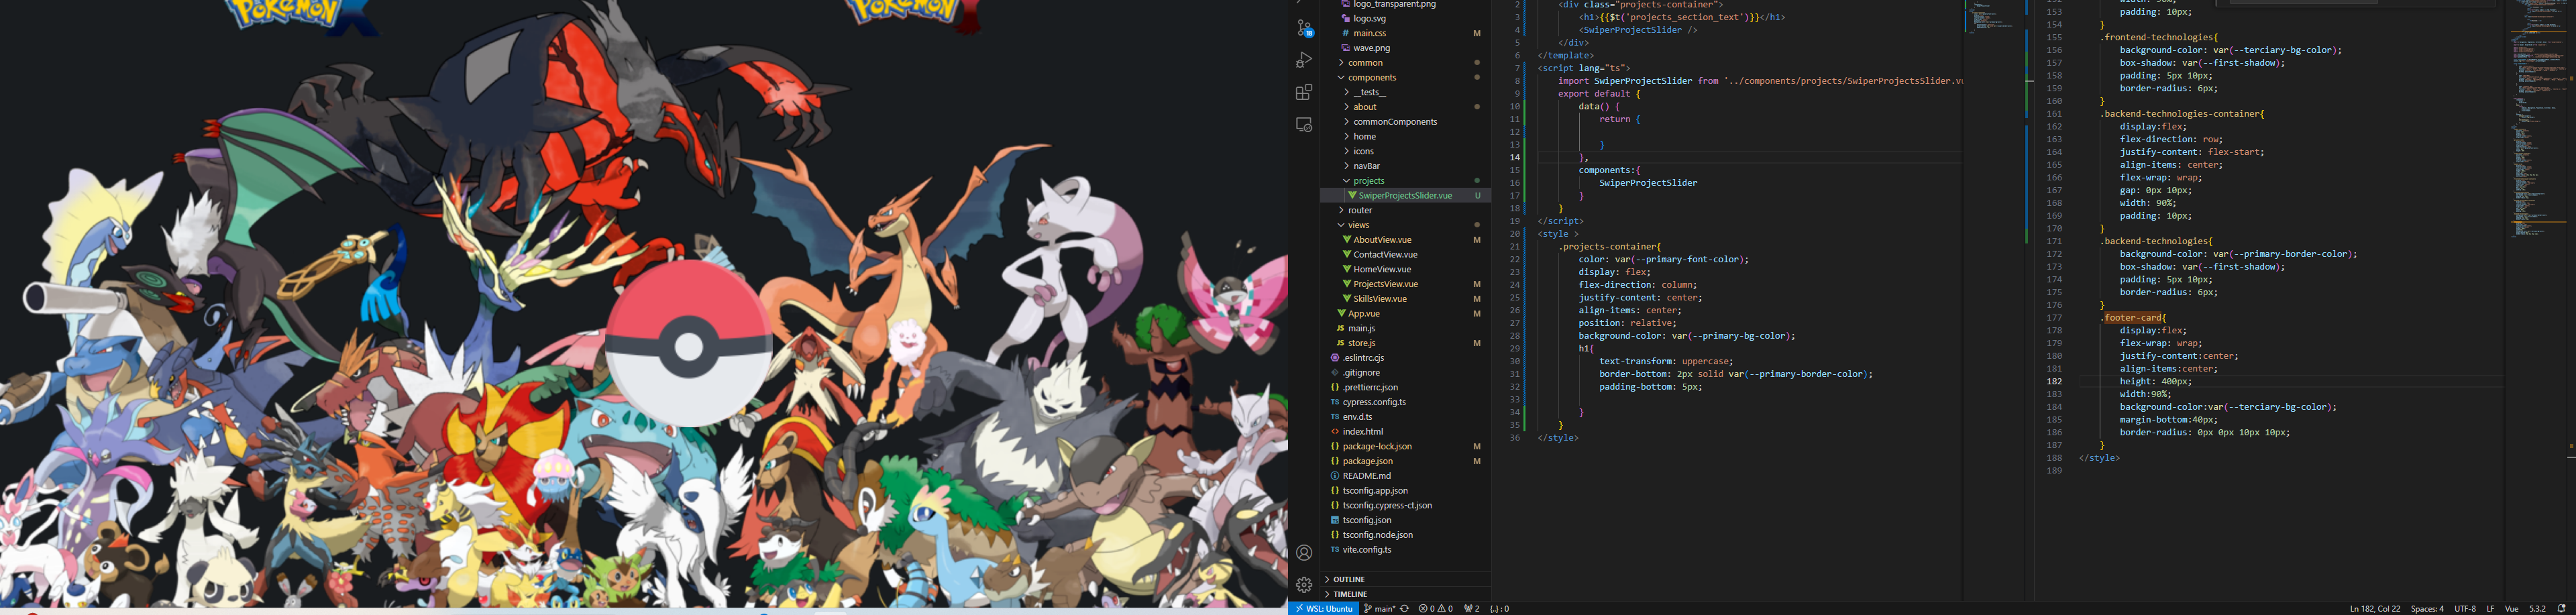 POKÉMON X
POKÉMON
logo_transparent.png
logo.svg
main.css M
wave.png
common
components
__tests__
about
commonComponents
home
icons
navBar
projects
SwiperProjectsSlider.vue U
router
views
AboutView.vue M
ContactView.vue
HomeView.vue
ProjectsView.vue M
SkillsView.vue M
App.vue M
main.js
store.js M
.eslintrc.cjs
.gitignore
.prettierrc.json
cypress.config.ts
env.d.ts
index.html
package-lock.json M
package.json M
README.md
tsconfig.app.json
tsconfig.cypress-ct.json
tsconfig.json
tsconfig.node.json
vite.config.ts
OUTLINE
TIMELINE
18
2 <div class="projects-container">
3 <h1>{{$t('projects_section_text')}}</h1>
4 <SwiperProjectSlider />
5 </div>
6 </template>
7 <script lang="ts">
8 import SwiperProjectSlider from '../components/projects/SwiperProjectsSlider.vu
9 export default {
10 data() {
11 return {
12
13 }
14 },
15 components:{
16 SwiperProjectSlider
17 }
18 }
19 </script>
20 <style >
21 .projects-container{
22 color: var(--primary-font-color);
23 display: flex;
24 flex-direction: column;
25 justify-content: center;
26 align-items: center;
27 position: relative;
28 background-color: var(--primary-bg-color);
29 h1{
30 text-transform: uppercase;
31 border-bottom: 2px solid var(--primary-border-color);
32 padding-bottom: 5px;
33
34 }
35 }
36 </style>
153 padding: 10px;
154 }
155 .frontend-technologies{
156 background-color: var(--terciary-bg-color);
157 box-shadow: var(--first-shadow);
158 padding: 5px 10px;
159 border-radius: 6px;
160 }
161 .backend-technologies-container{
162 display:flex;
163 flex-direction: row;
164 justify-content: flex-start;
165 align-items: center;
166 flex-wrap: wrap;
167 gap: 0px 10px;
168 width: 90%;
169 padding: 10px;
170 }
171 .backend-technologies{
172 background-color: var(--primary-border-color);
173 box-shadow: var(--first-shadow);
174 padding: 5px 10px;
175 border-radius: 6px;
176 }
177 .footer-card{
178 display:flex;
179 flex-wrap: wrap;
180 justify-content:center;
181 align-items:center;
182 height: 400px;
183 width:90%;
184 background-color:var(--terciary-bg-color);
185 margin-bottom:40px;
186 border-radius: 0px 0px 10px 10px;
187 }
188 </style>
189
WSL: Ubuntu main* 0 0 2 {..} : 0 Ln 182, Col 22 Spaces: 4 UTF-8 LF Vue 5.3.2